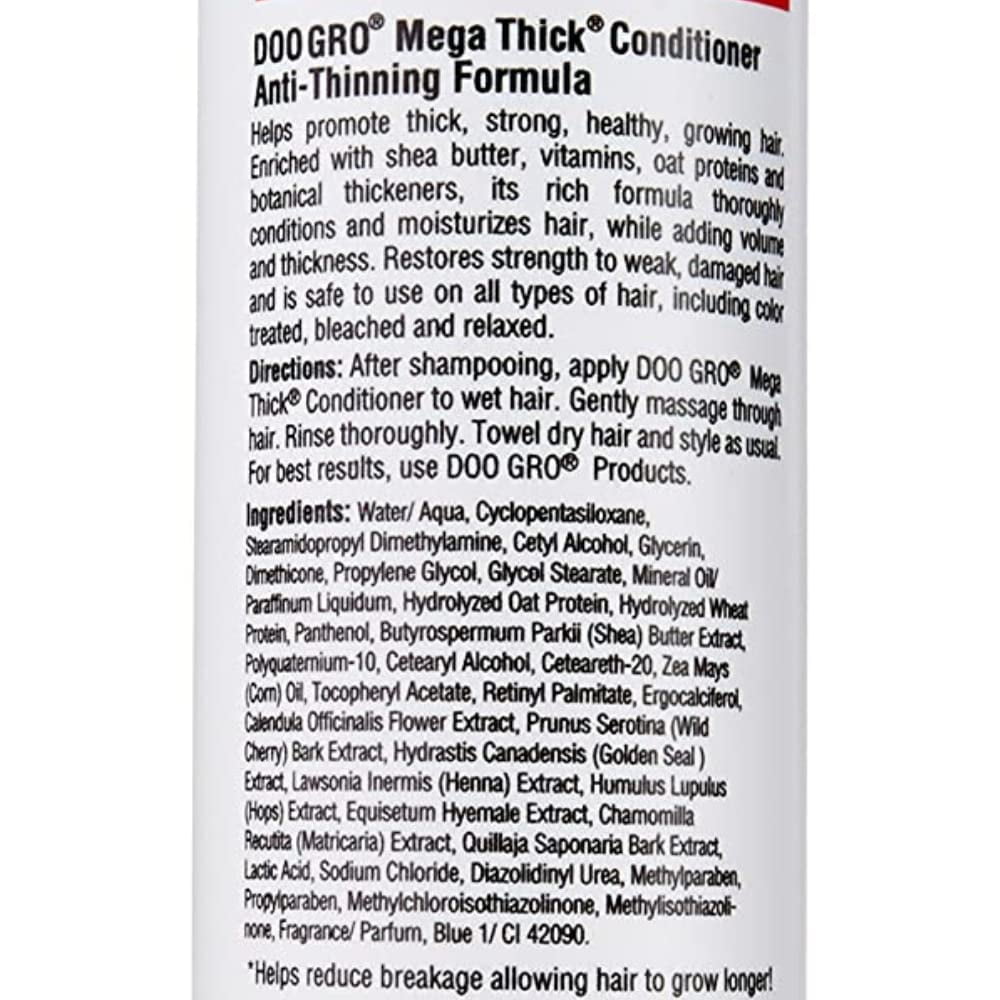 DOO GRO® Mega Thick® Conditioner
Anti-Thinning Formula
Helps promote thick, strong, healthy, growing hair.
Enriched with shea butter, vitamins, oat proteins and
botanical thickeners, its rich formula thoroughly
conditions and moisturizes hair, while adding volume
and thickness. Restores strength to weak, damaged hair
and is safe to use on all types of hair, including color
treated, bleached and relaxed.
Directions: After shampooing, apply DOO GRO® Mega
Thick® Conditioner to wet hair. Gently massage through
hair. Rinse thoroughly. Towel dry hair and style as usual.
For best results, use DOO GRO® Products.
Ingredients: Water/ Aqua, Cyclopentasiloxane,
Stearamidopropyl Dimethylamine, Cetyl Alcohol, Glycerin,
Dimethicone, Propylene Glycol, Glycol Stearate, Mineral Oil/
Paraffinum Liquidum, Hydrolyzed Oat Protein, Hydrolyzed Wheat
Protein, Panthenol, Butyrospermum Parkii (Shea) Butter Extract,
Polyquaternium-10, Cetearyl Alcohol, Ceteareth-20, Zea Mays
(Corn) Oil, Tocopheryl Acetate, Retinyl Palmitate, Ergocalciferol,
Calendula Officinalis Flower Extract, Prunus Serotina (Wild
Cherry) Bark Extract, Hydrastis Canadensis (Golden Seal )
Extract, Lawsonia Inermis (Henna) Extract, Humulus Lupulus
(Hops) Extract, Equisetum Hyemale Extract, Chamomilla
Recutita (Matricaria) Extract, Quillaja Saponaria Bark Extract,
Lactic Acid, Sodium Chloride, Diazolidinyl Urea, Methylparaben,
Propylparaben, Methylchloroisothiazolinone, Methylisothiazoli-
none, Fragrance/ Parfum, Blue 1/ CI 42090.
*Helps reduce breakage allowing hair to grow longer!